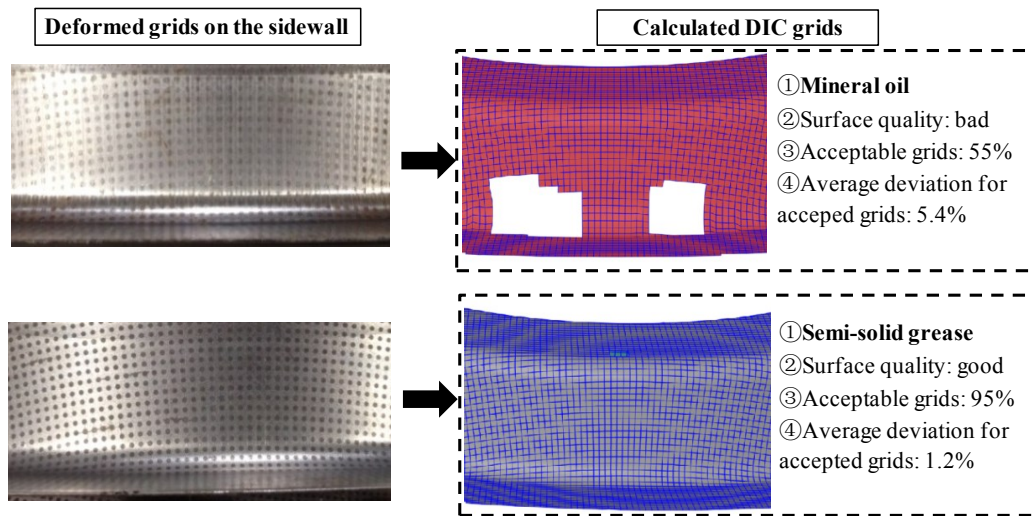 Deformed grids on the sidewall
Calculated DIC grids
①Mineral oil
②Surface quality: bad
③Acceptable grids: 55%
④Average deviation for
acceped grids: 5.4%
①Semi-solid grease
②Surface quality: good
③Acceptable grids: 95%
④Average deviation for
accepted grids: 1.2%